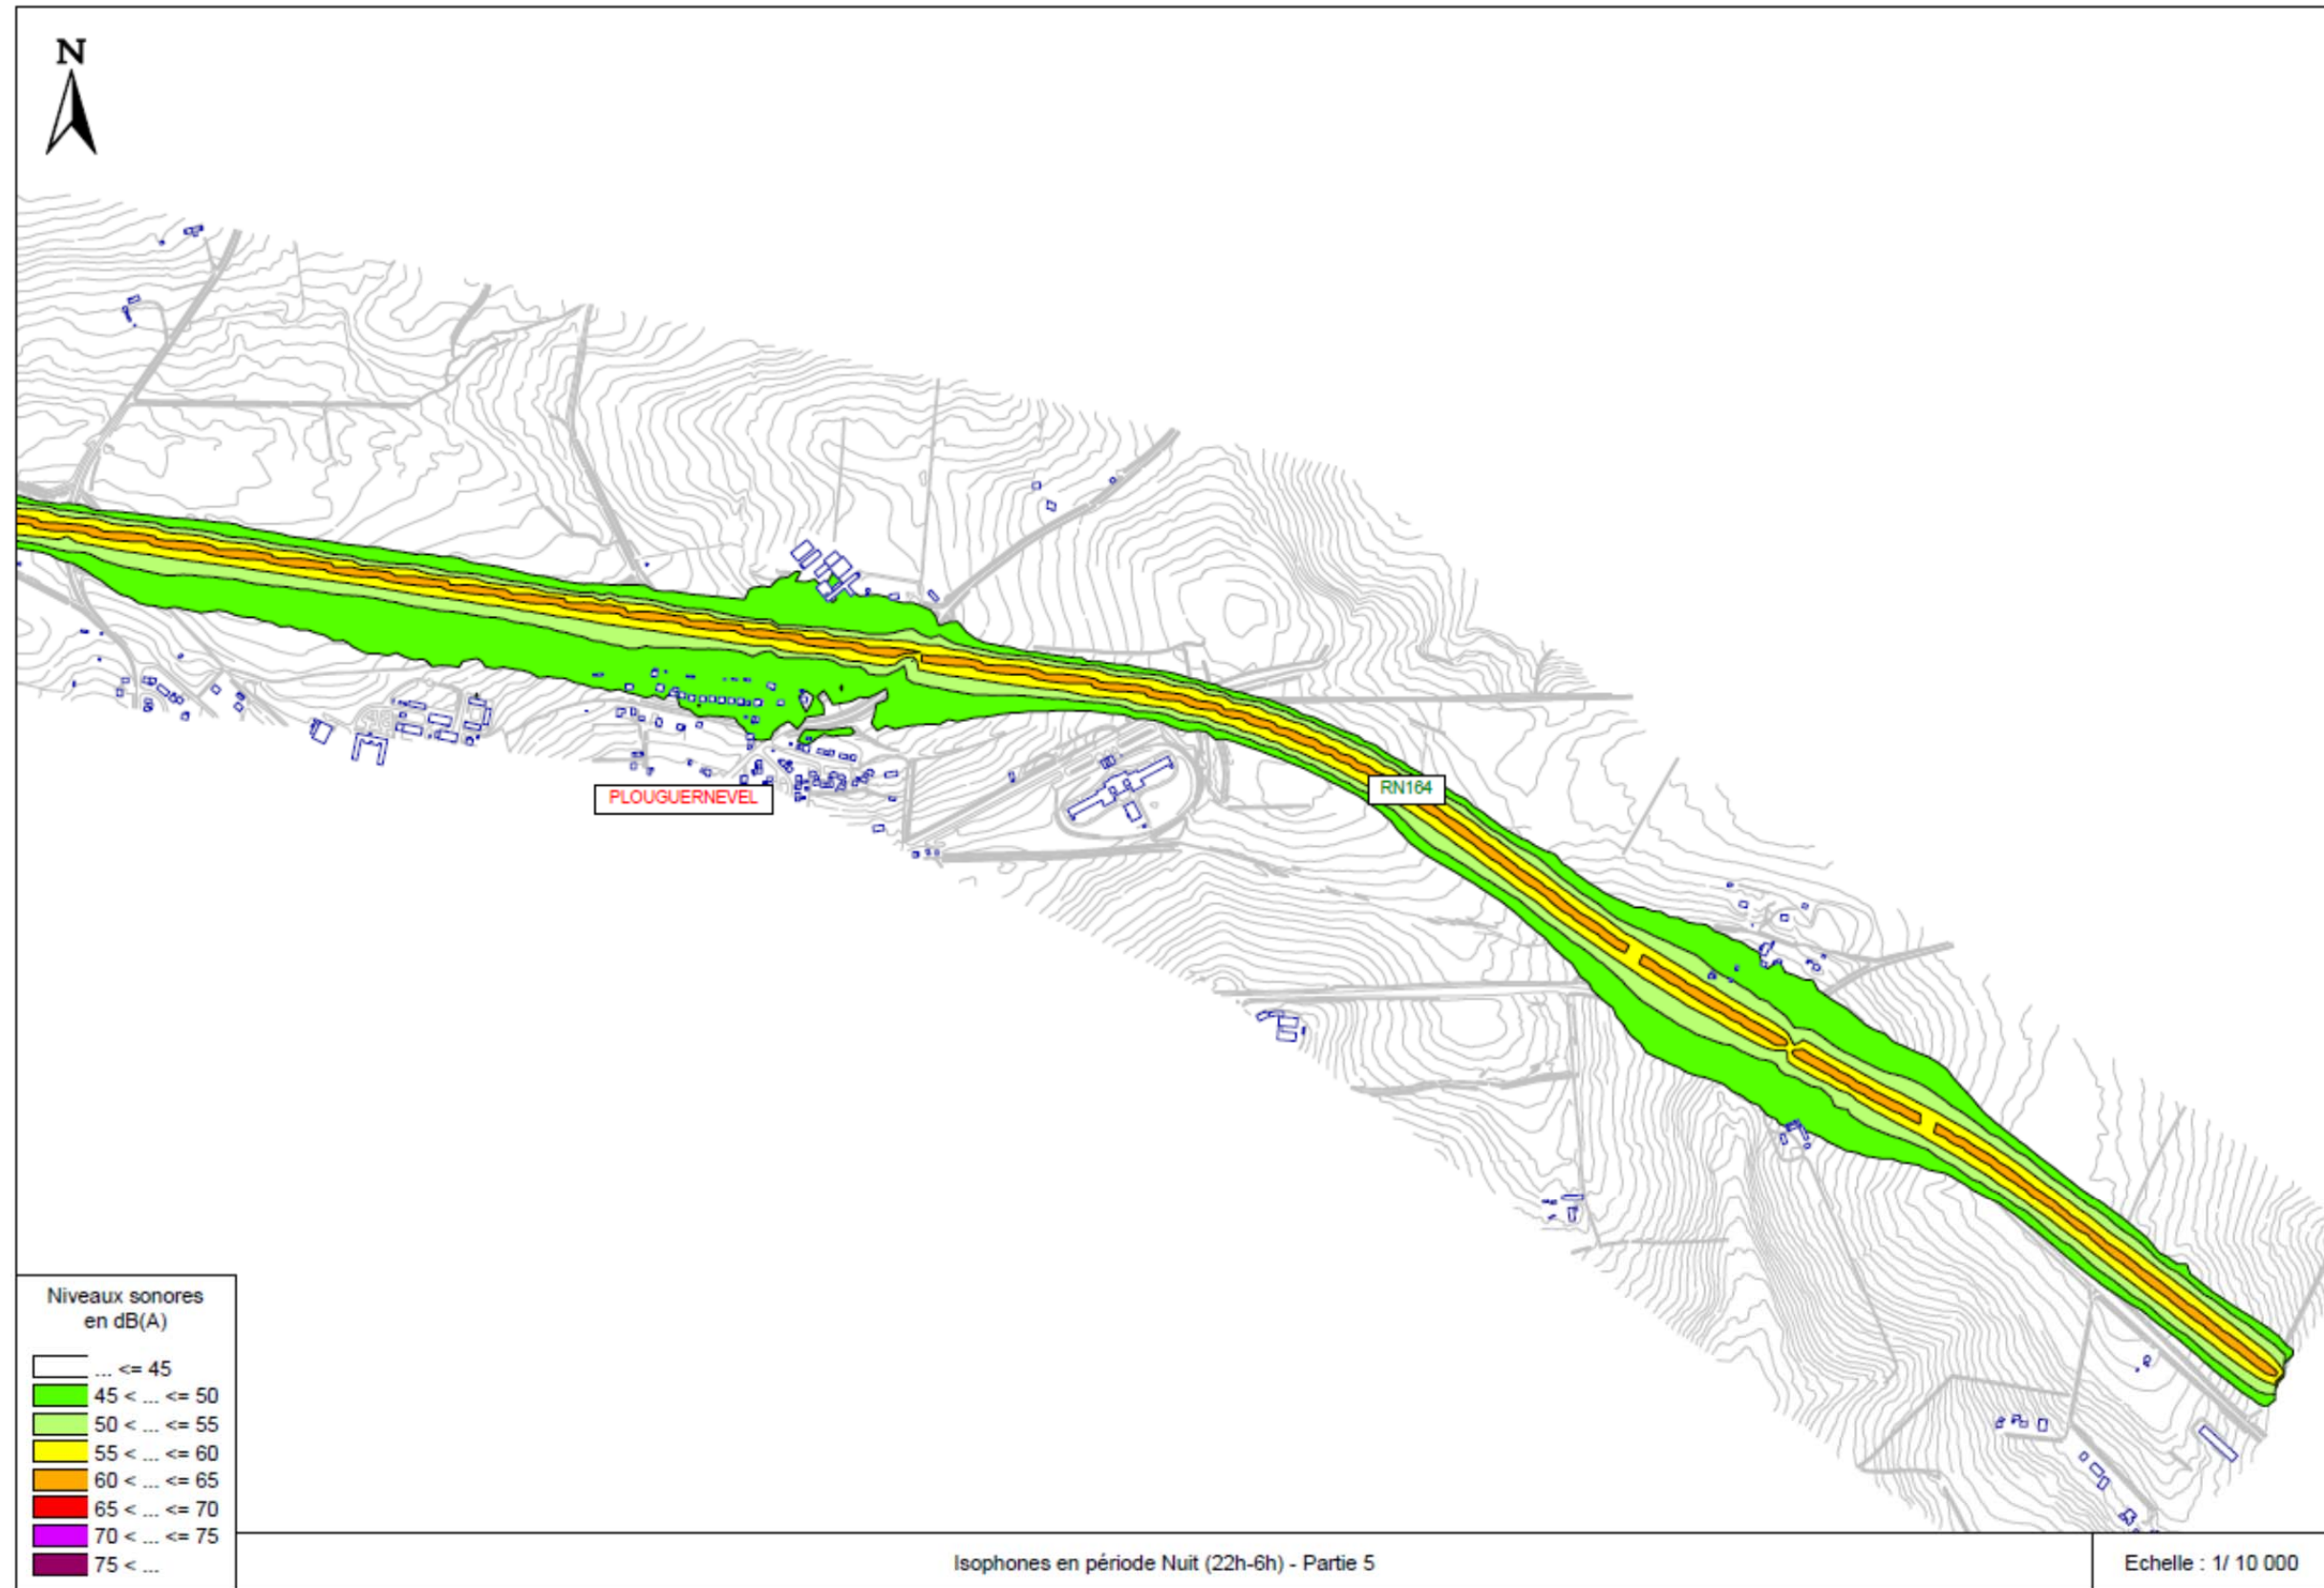 N
PLOUGUERNEVEL
RN164
Niveaux sonores
en dB(A)
... <= 45
45 < ... <= 50
50 < ... <= 55
55 < ... <= 60
60 < ... <= 65
65 < ... <= 70
70 < ... <= 75
75 < ...
Isophones en période Nuit (22h-6h) - Partie 5
Echelle : 1/ 10 000